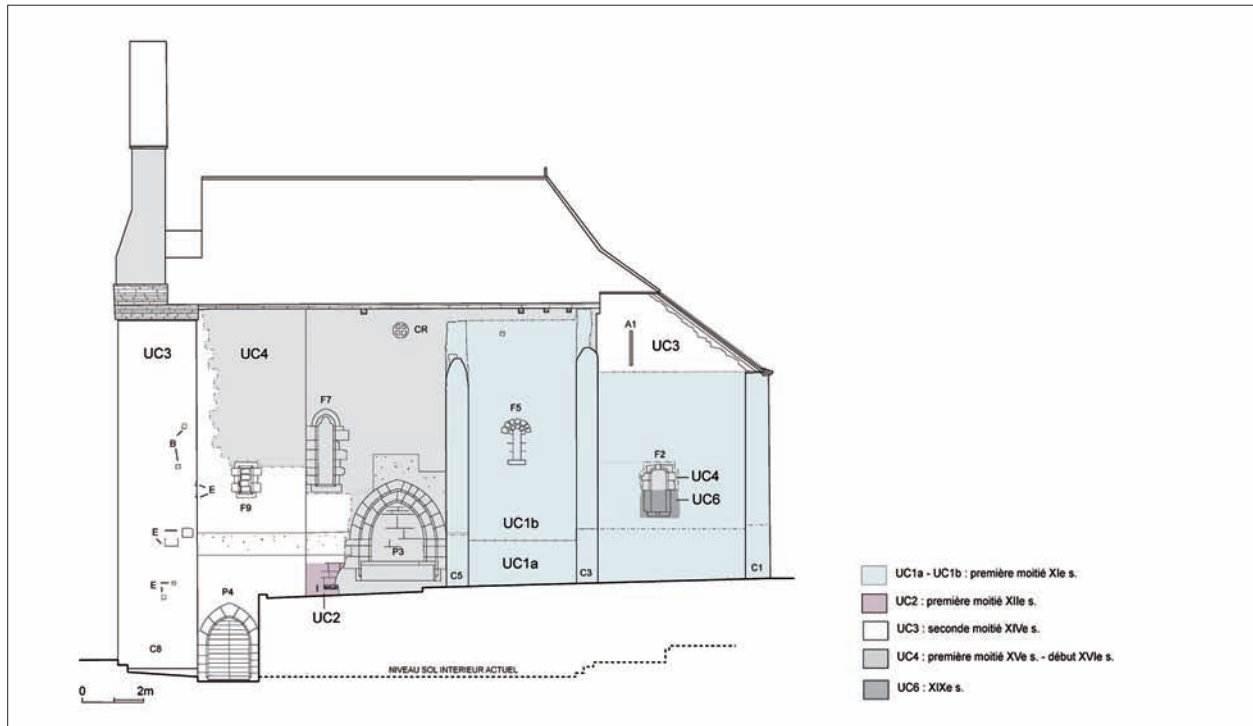 CR
A1
UC3
UC3
UC4
F7
F5
F2
B
UC4
E
UC6
F9
E
UC1b
P3
UC1a
E
P4
I
C5
C3
C1
UC2
C8
NIVEAU SOL INTERIEUR ACTUEL
0 2m
UC1a - UC1b : première moitié XIe s.
UC2 : première moitié XIIe s.
UC3 : seconde moitié XIVe s.
UC4 : première moitié XVe s. - début XVIe s.
UC6 : XIXe s.